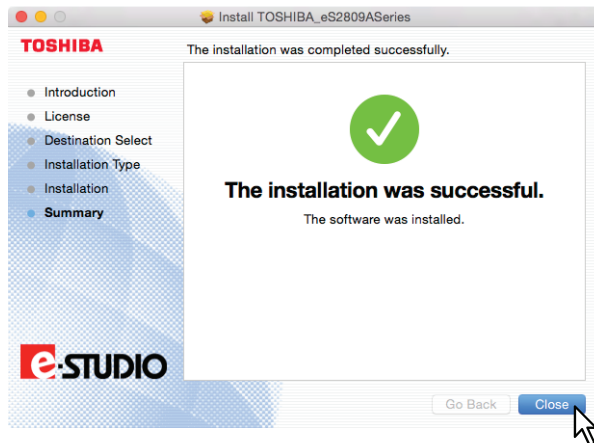 Install TOSHIBA_eS2809ASeries
TOSHIBA
The installation was completed successfully.
Introduction
License
Destination Select
Installation Type
Installation
Summary
The installation was successful.
The software was installed.
e-STUDIO
Go Back
Close